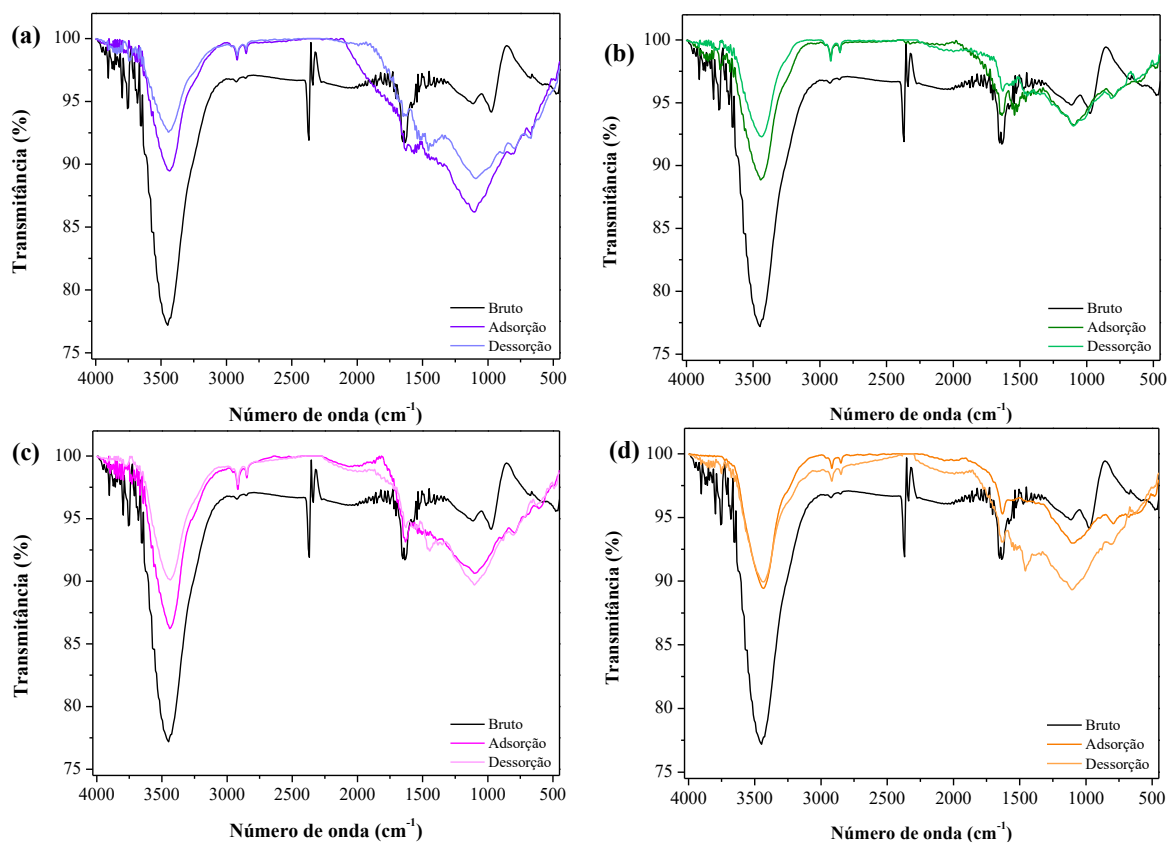 (a)
Transmitância (%)
100
95
90
85
80
75
Bruto
Adsorção
Dessorção
4000 3500 3000 2500 2000 1500 1000 500
Número de onda (cm-1)
(b)
Transmitância (%)
100
95
90
85
80
75
Bruto
Adsorção
Dessorção
4000 3500 3000 2500 2000 1500 1000 500
Número de onda (cm-1)
(c)
Transmitância (%)
100
95
90
85
80
75
Bruto
Adsorção
Dessorção
4000 3500 3000 2500 2000 1500 1000 500
Número de onda (cm-1)
(d)
Transmitância (%)
100
95
90
85
80
75
Bruto
Adsorção
Dessorção
4000 3500 3000 2500 2000 1500 1000 500
Número de onda (cm-1)